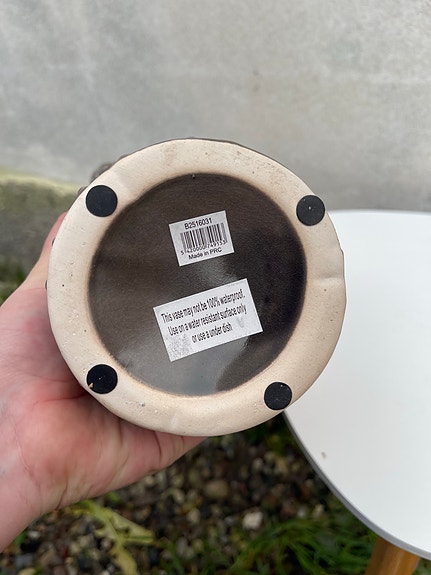 B2516031
Made in PRC
This vase may not be 100% waterproof.
Use on a water resistant surface only
or use a under dish